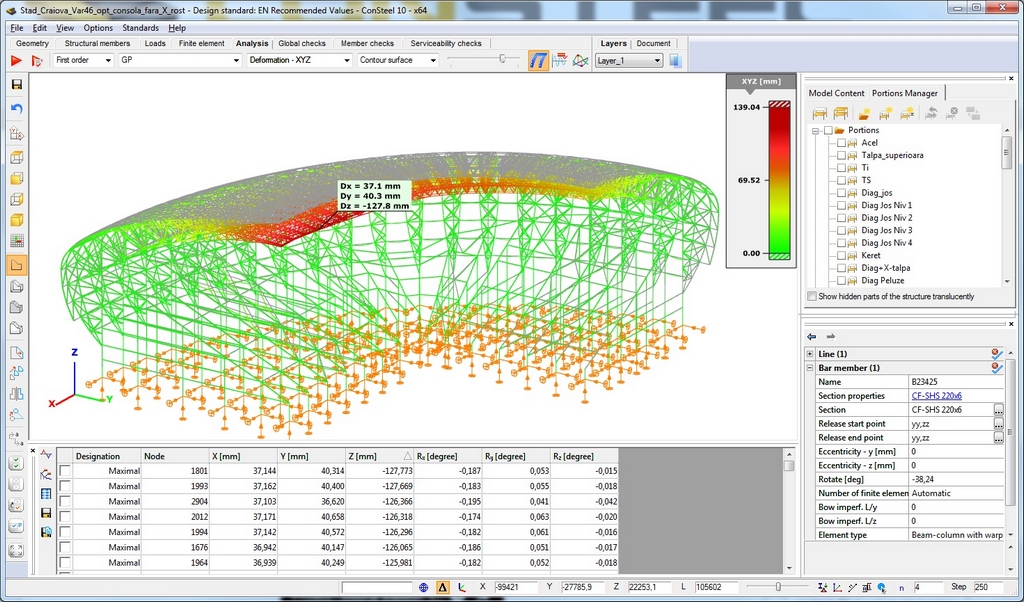 Stad_Craiova_Var46_opt_consola_fara_X_rost - Design standard: EN Recommended Values - ConSteel 10 - x64
File Edit View Options Standards Help
Geometry Structural members Loads Finite element Analysis Global checks Member checks Serviceability checks
Layers Document
First order GP Deformation - XYZ Contour surface Layer_1
XYZ [mm]
139.04
69.52
0.00
Dx = 37.1 mm
Dy = 40.3 mm
Dz = -127.8 mm
Z
X
Y
Model Content Portions Manager
Portions
Acel
Talpa_superioara
Ti
TS
Diag_jos
Diag Jos Niv 1
Diag Jos Niv 2
Diag Jos Niv 3
Diag Jos Niv 4
Keret
Diag+X-talpa
Diag Peluze
Show hidden parts of the structure translucently
Line (1)
Bar member (1)
Name B23425
Section properties CF-SHS 220x6
Section CF-SHS 220x6 ...
Release start point yy,zz ...
Release end point yy,zz ...
Eccentricity - y [mm] 0
Eccentricity - z [mm] 0
Rotate [deg] -38,24
Number of finite elemen Automatic
Bow imperf. L/y 0
Bow imperf. L/z 0
Element type Beam-column with warp
Designation Node X [mm] Y [mm] Z [mm] Rx [degree] Ry [degree] Rz [degree]
Maximal 1801 37,144 40,314 -127,773 -0,187 0,053 -0,015
Maximal 1993 37,162 40,400 -127,669 -0,183 0,055 -0,018
Maximal 2904 37,103 36,620 -126,366 -0,195 0,041 -0,042
Maximal 2012 37,171 40,658 -126,318 -0,174 0,063 -0,020
Maximal 1994 37,142 40,572 -126,296 -0,182 0,061 -0,016
Maximal 1676 36,942 40,147 -126,065 -0,186 0,051 -0,017
Maximal 1964 36,939 40,249 -125,981 -0,182 0,052 -0,018
X -99421 Y -27785,9 Z 22253,1 L 105602 n 4 Step 250